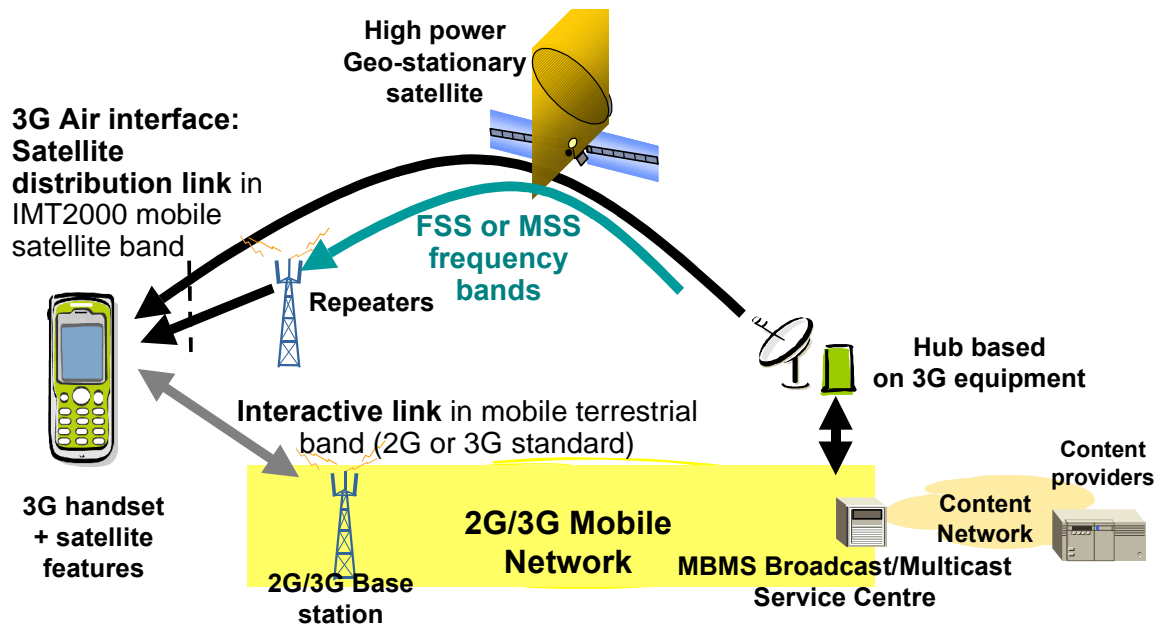 High power
Geo-stationary
satellite
3G Air interface:
Satellite
distribution link in
IMT2000 mobile
satellite band
FSS or MSS
frequency
bands
Repeaters
Hub based
on 3G equipment
Interactive link in mobile terrestrial
band (2G or 3G standard)
Content
providers
3G handset
+ satellite
features
2G/3G Mobile
Network
Content
Network
2G/3G Base
station
MBMS Broadcast/Multicast
Service Centre